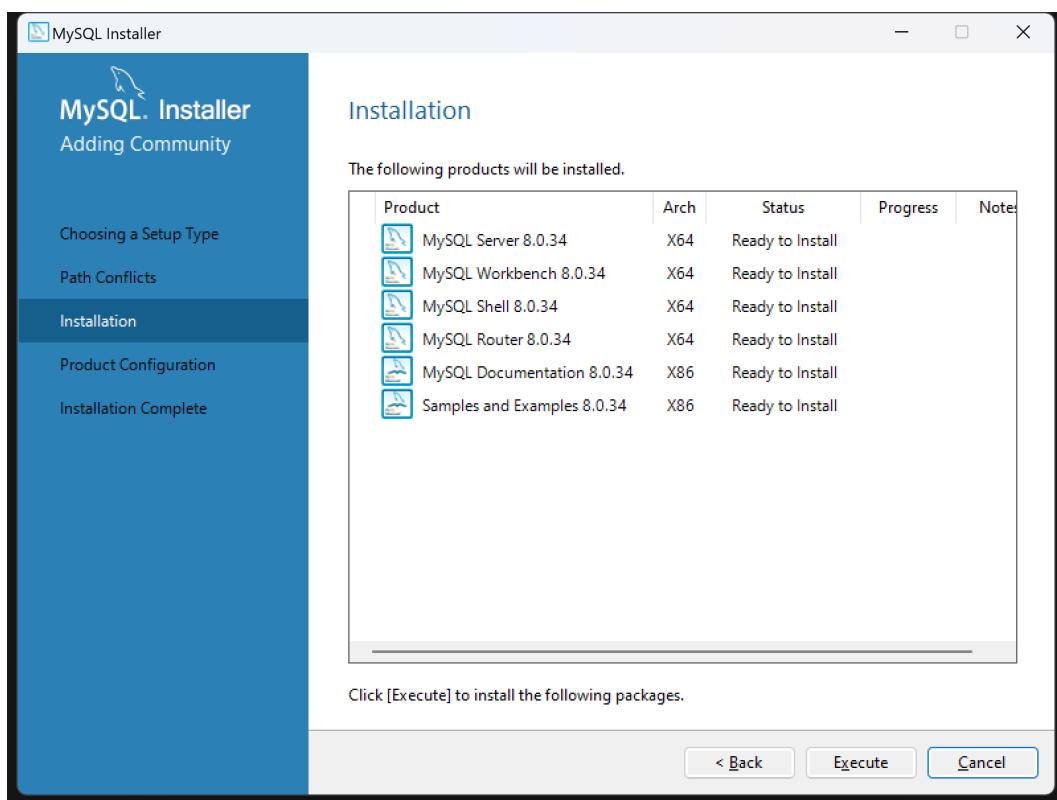 MySQL Installer
MySQL. Installer
Adding Community
Choosing a Setup Type
Path Conflicts
Installation
Product Configuration
Installation Complete
Installation
The following products will be installed.
Product Arch Status Progress Notes
MySQL Server 8.0.34 X64 Ready to Install
MySQL Workbench 8.0.34 X64 Ready to Install
MySQL Shell 8.0.34 X64 Ready to Install
MySQL Router 8.0.34 X64 Ready to Install
MySQL Documentation 8.0.34 X86 Ready to Install
Samples and Examples 8.0.34 X86 Ready to Install
Click [Execute] to install the following packages.
< Back Execute Cancel